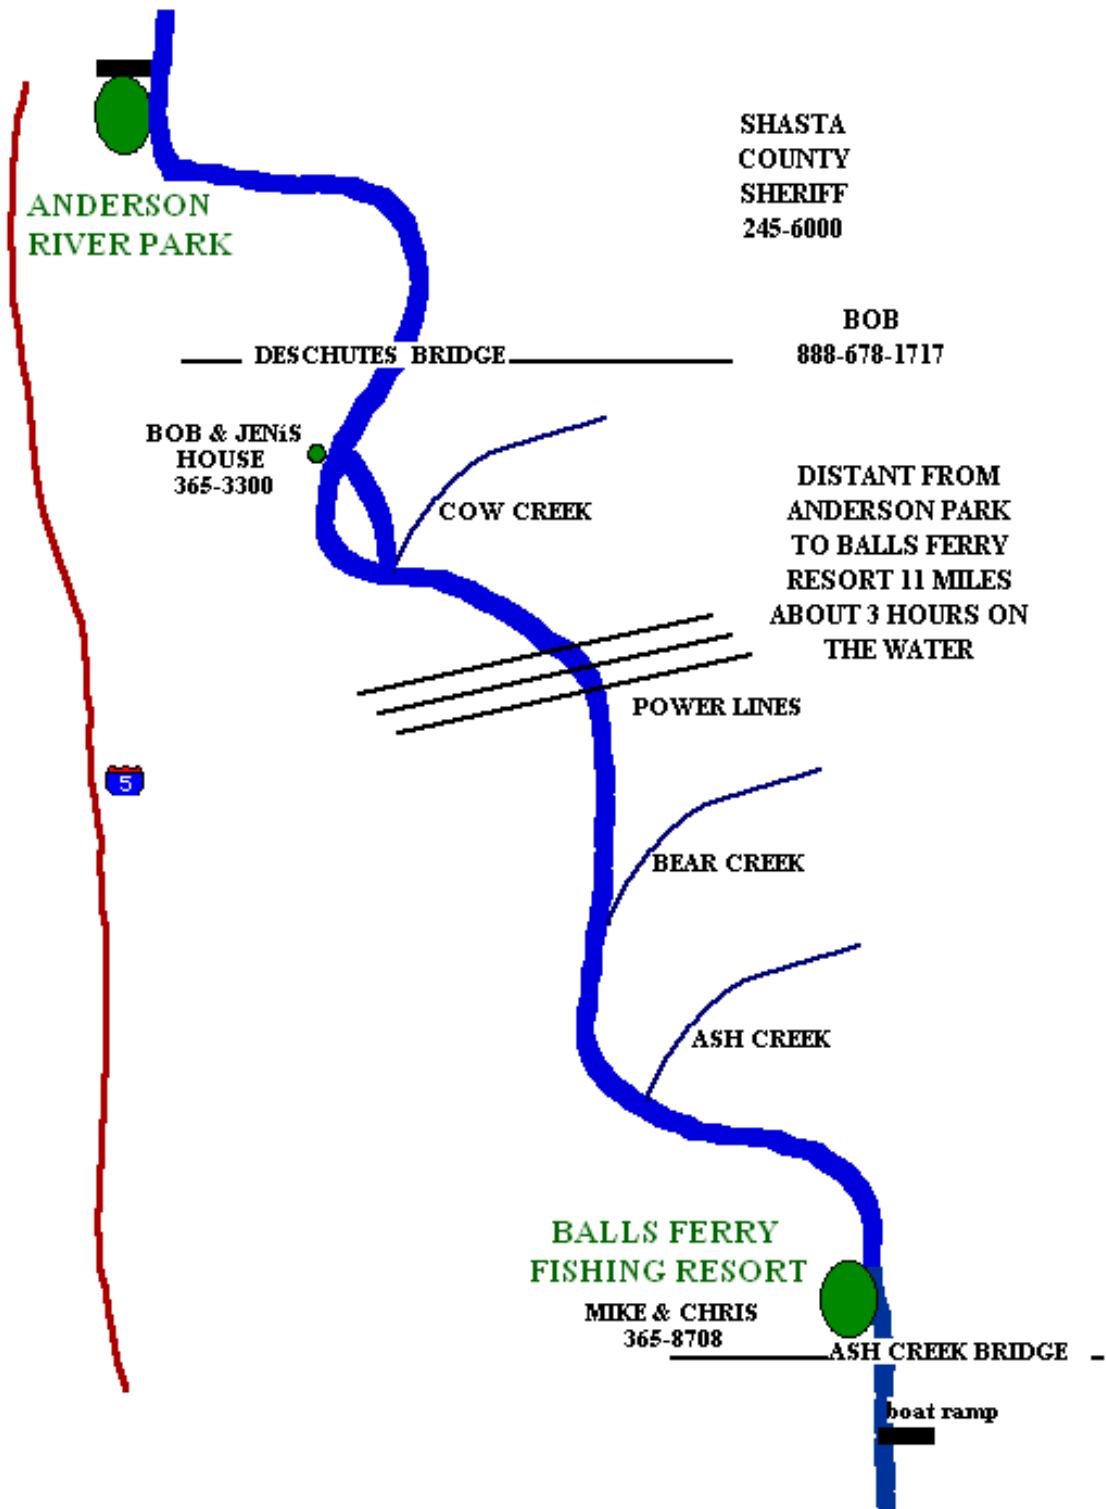 SHASTA
COUNTY
SHERIFF
245-6000
ANDERSON
RIVER PARK
BOB
888-678-1717
DESCHUTES BRIDGE
BOB & JENiS
HOUSE
365-3300
COW CREEK
DISTANT FROM
ANDERSON PARK
TO BALLS FERRY
RESORT 11 MILES
ABOUT 3 HOURS ON
THE WATER
POWER LINES
5
BEAR CREEK
ASH CREEK
BALLS FERRY
FISHING RESORT
MIKE & CHRIS
365-8708
ASH CREEK BRIDGE
boat ramp